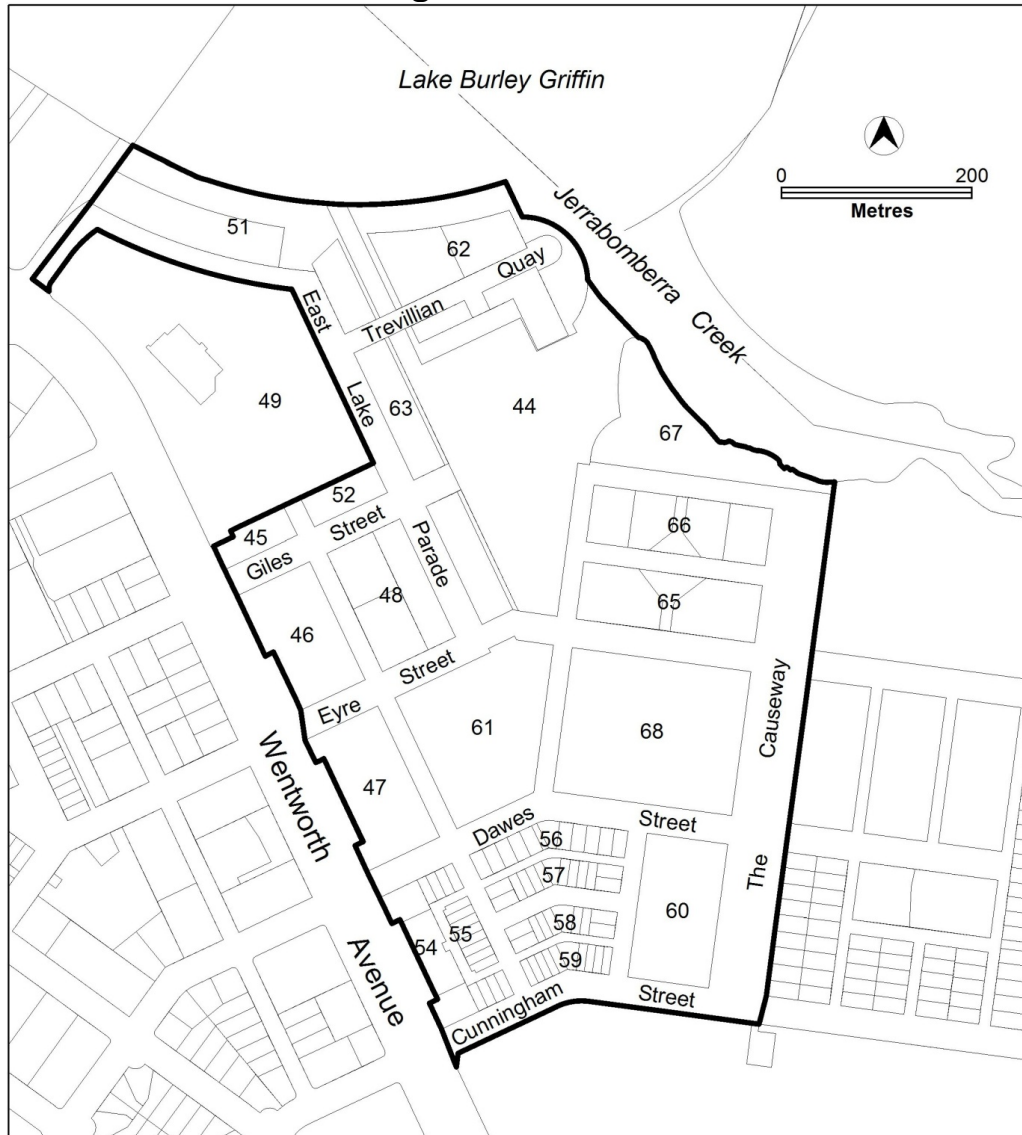 Lake Burley Griffin
0 200
Metres
Jerrabomberra Creek
51
62
Quay
Trevillian
East
Lake
Parade
49
63
44
67
52
45
Giles Street
66
48
65
46
Eyre Street
61
68
The Causeway
47
Wentworth
Avenue
Dawes Street
56
57
58
59
60
55
54
Cunningham Street